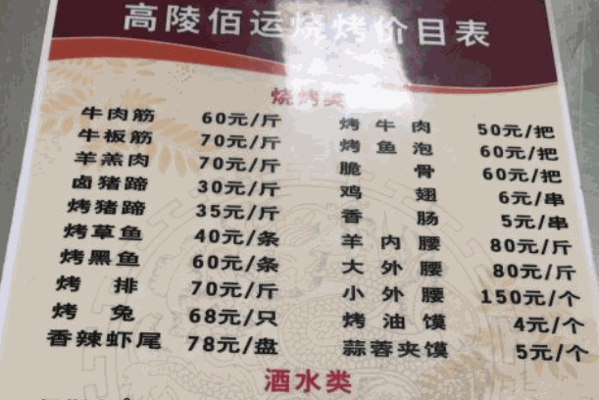 高陵佰运烧烤价目表
烧烤类
牛肉筋 60元/斤
牛板筋 70元/斤
羊羔肉 70元/斤
卤猪蹄 30元/斤
烤猪蹄 35元/斤
烤草鱼 40元/条
烤黑鱼 60元/条
烤排 70元/斤
烤兔 68元/只
香辣虾尾 78元/盘
烤牛肉 50元/把
烤鱼泡 60元/把
脆骨 60元/把
鸡翅 6元/串
香肠 5元/串
羊内腰 80元/斤
大外腰 80元/斤
小外腰 150元/个
烤油馍 4元/个
蒜蓉夹馍 5元/个
酒水类